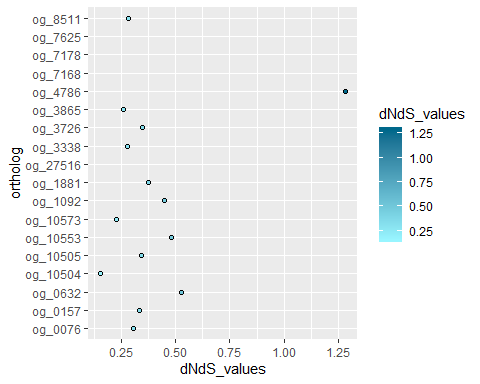 og_8511
og_7625
og_7178
og_7168
og_4786
og_3865
og_3726
og_3338
og_27516
og_1881
og_1092
og_10573
og_10553
og_10505
og_10504
og_0632
og_0157
og_0076
ortholog
0.25 0.50 0.75 1.00 1.25
dNdS_values
dNdS_values
1.25
1.00
0.75
0.50
0.25